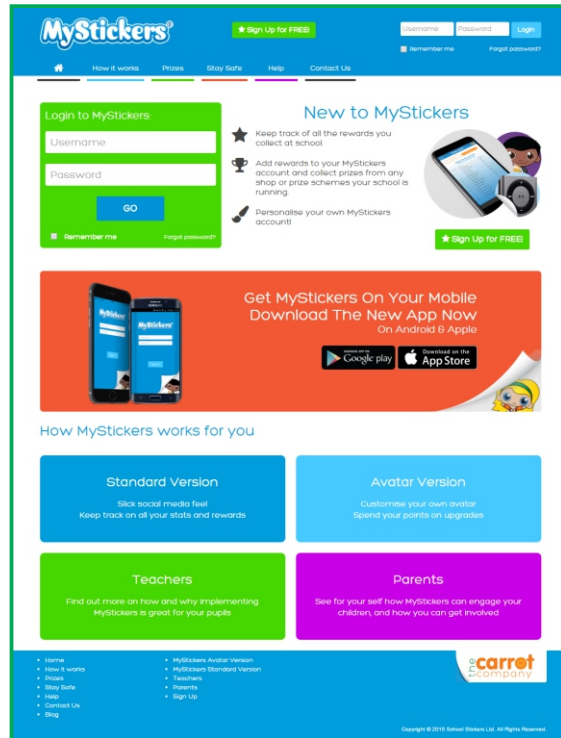 MyStickers®
★ Sign Up for FREE!
Username
Password
Login
Remember me
Forgot password?
How it works
Prizes
Stay Safe
Help
Contact Us
Login to MyStickers:
Username
Password
GO
Remember me
Forgot password?
New to MyStickers
Keep track of all the rewards you
collect at school
Add rewards to your MyStickers
account and collect prizes from any
shop or prize schemes your school is
running.
Personalise your own MyStickers
account!
★ Sign Up for FREE!
MyStickers
MyStickers
Get MyStickers On Your Mobile
Download The New App Now
On Android & Apple
Google play
Download on the
App Store
How MyStickers works for you
Standard Version
Slick social media feel
Keep track on all your stats and rewards
Avatar Version
Customise your own avatar
Spend your points on upgrades
Teachers
Find out more on how and why implementing
MyStickers is great for your pupils
Parents
See for your self how MyStickers can engage your
children, and how you can get involved
• Home
• How it works
• Prizes
• Stay Safe
• Help
• Contact Us
• Blog
• MyStickers Avatar Version
• MyStickers Standard Version
• Teachers
• Parents
• Sign Up
the carrot company
Copyright © 2015 School Stickers Ltd. All Rights Reserved.